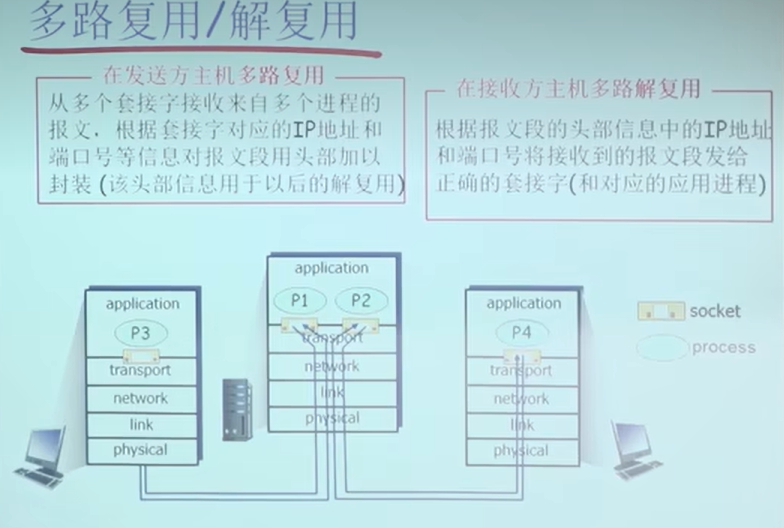 多路复用/解复用
在发送方主机多路复用
从多个套接字接收来自多个进程的
报文，根据套接字对应的IP地址和
端口号等信息对报文段用头部加以
封装 (该头部信息用于以后的解复用)
在接收方主机多路解复用
根据报文段的头部信息中的IP地址
和端口号将接收到的报文段发给
正确的套接字(和对应的应用进程)
application
P3
transport
network
link
physical
application
P1
P2
transport
network
link
physical
application
P4
transport
network
link
physical
socket
process